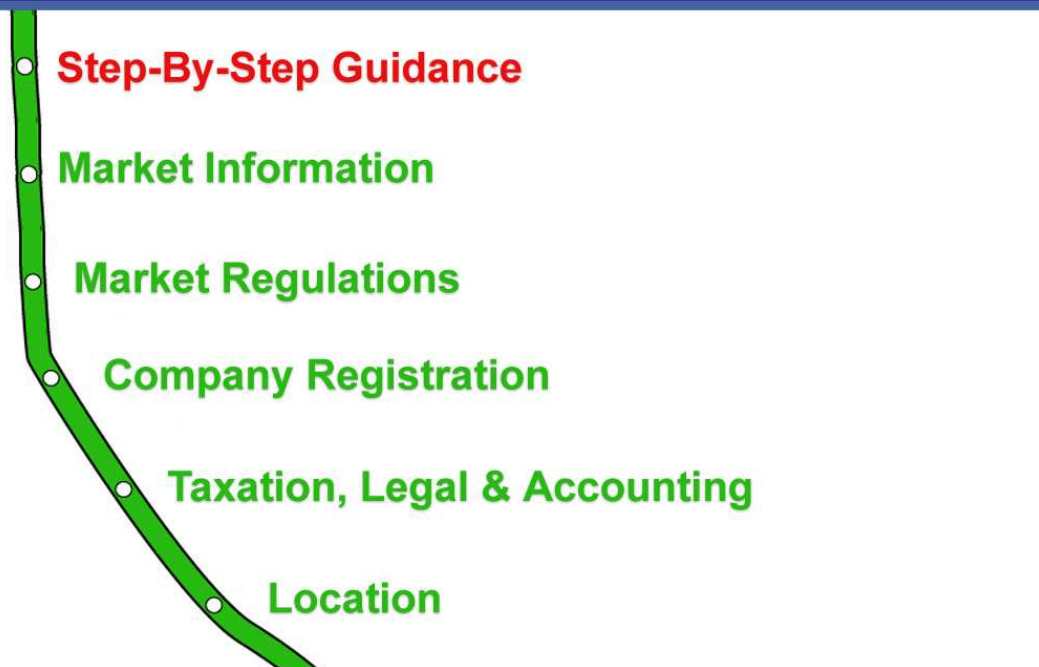 Step-By-Step Guidance
Market Information
Market Regulations
Company Registration
Taxation, Legal & Accounting
Location